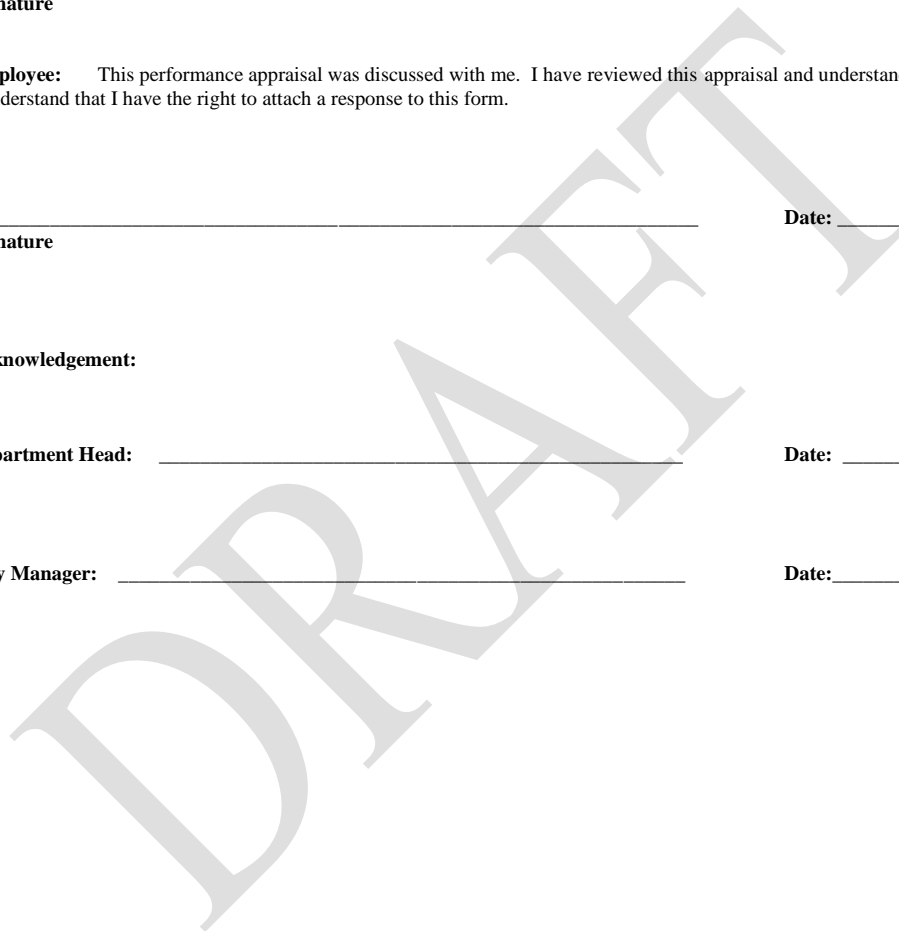 nature
ployee: This performance appraisal was discussed with me. I have reviewed this appraisal and understan
derstand that I have the right to attach a response to this form.
Date:
nature
knowledgement:
partment Head: Date:
y Manager: Date:
DRAFT